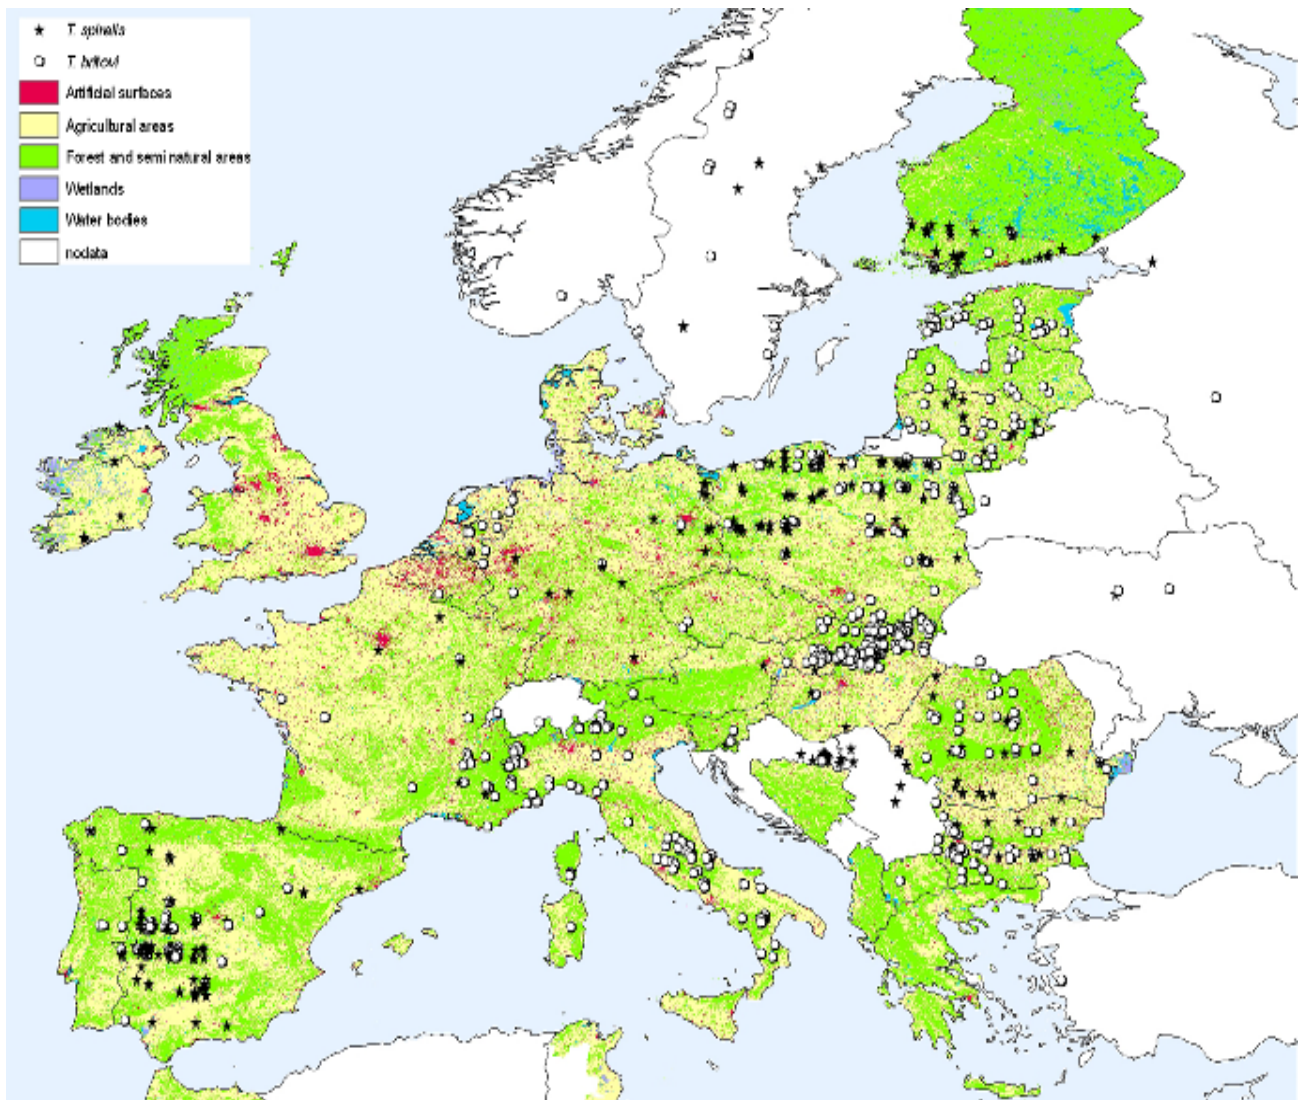 T. spiralis
T. britovi
Artificial surfaces
Agricultural areas
Forest and semi natural areas
Wetlands
Water bodies
nodata